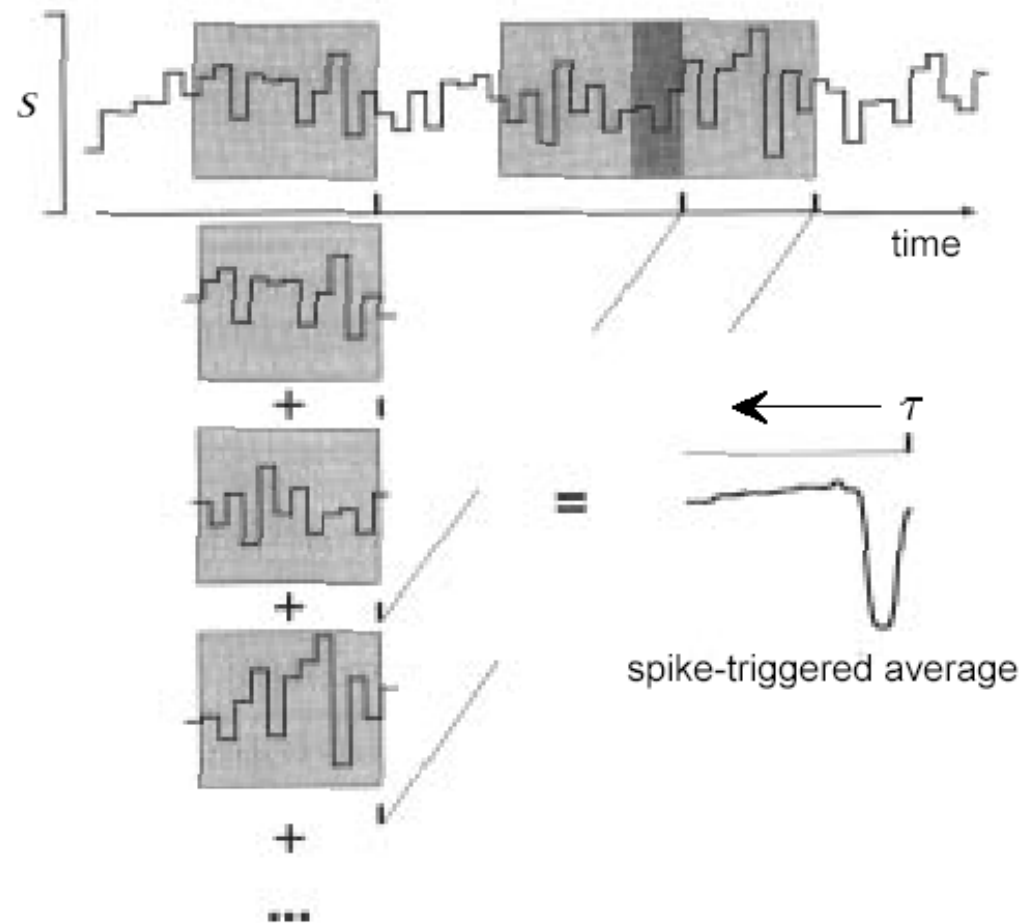 s
time
+
τ
=
+
spike-triggered average
+
...